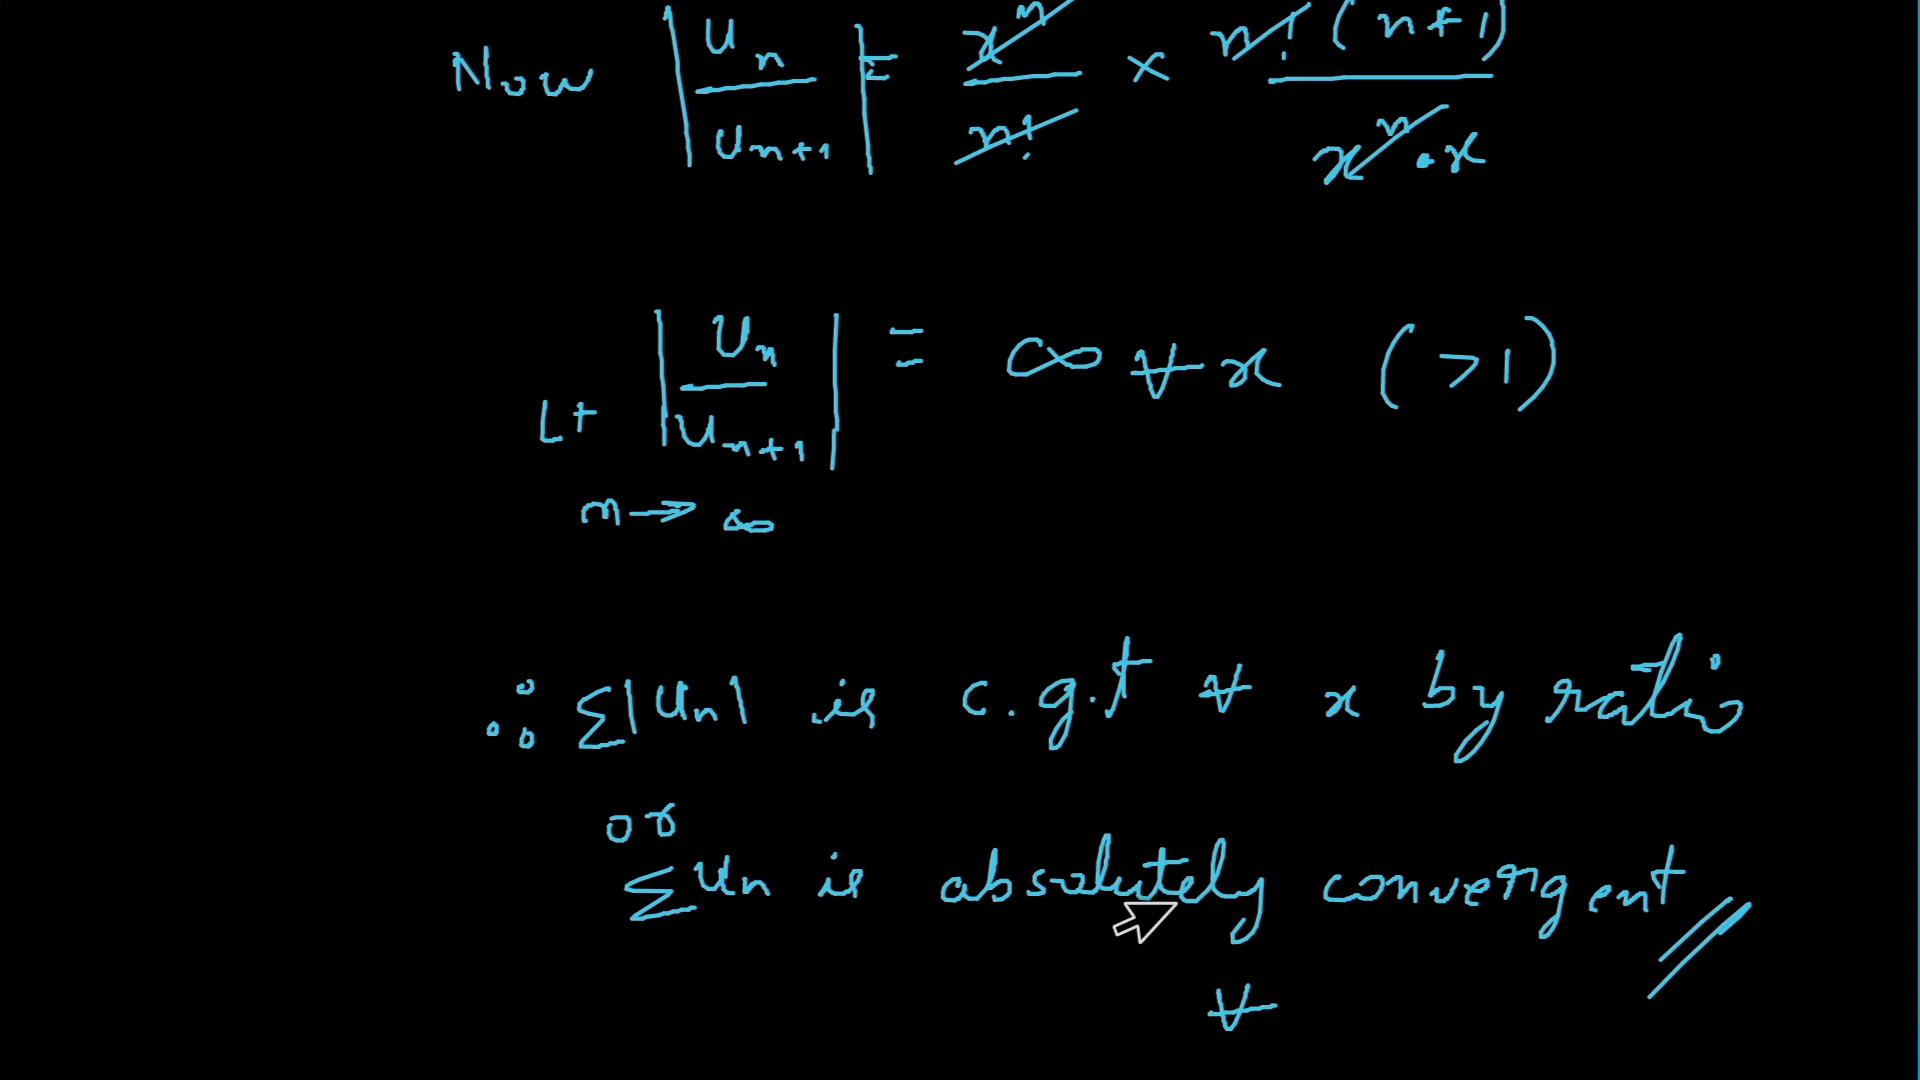 Now |Un / Un+1| = xⁿ / n! × n! (n+1) / xⁿ . x
Lt n→∞ |Un / Un+1| = ∞ ∀ x (>1)
∴ Σ|Un| is c.g.t ∀ x by ratio
or
ΣUn is absolutely convergent
∀